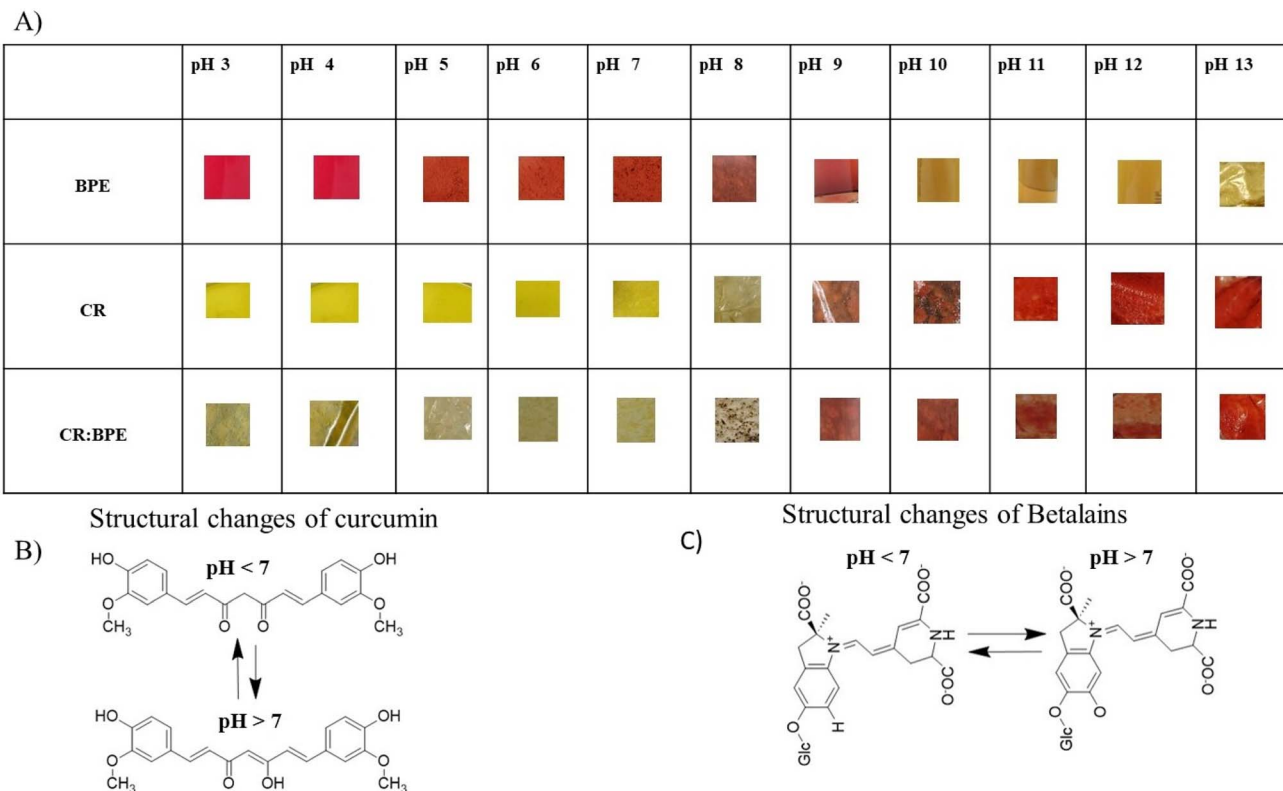 A)
pH 3 pH 4 pH 5 pH 6 pH 7 pH 8 pH 9 pH 10 pH 11 pH 12 pH 13
BPE
CR
CR:BPE
Structural changes of curcumin
B)
pH < 7
HO OH
O O O O
CH3 CH3
pH > 7
HO OH
O O OH O
CH3 CH3
Structural changes of Betalains
C)
pH < 7 pH > 7
COO- COO- COO- COO-
N+ NH N+ NH
O-OC O-OC
O H O O
Glc Glc